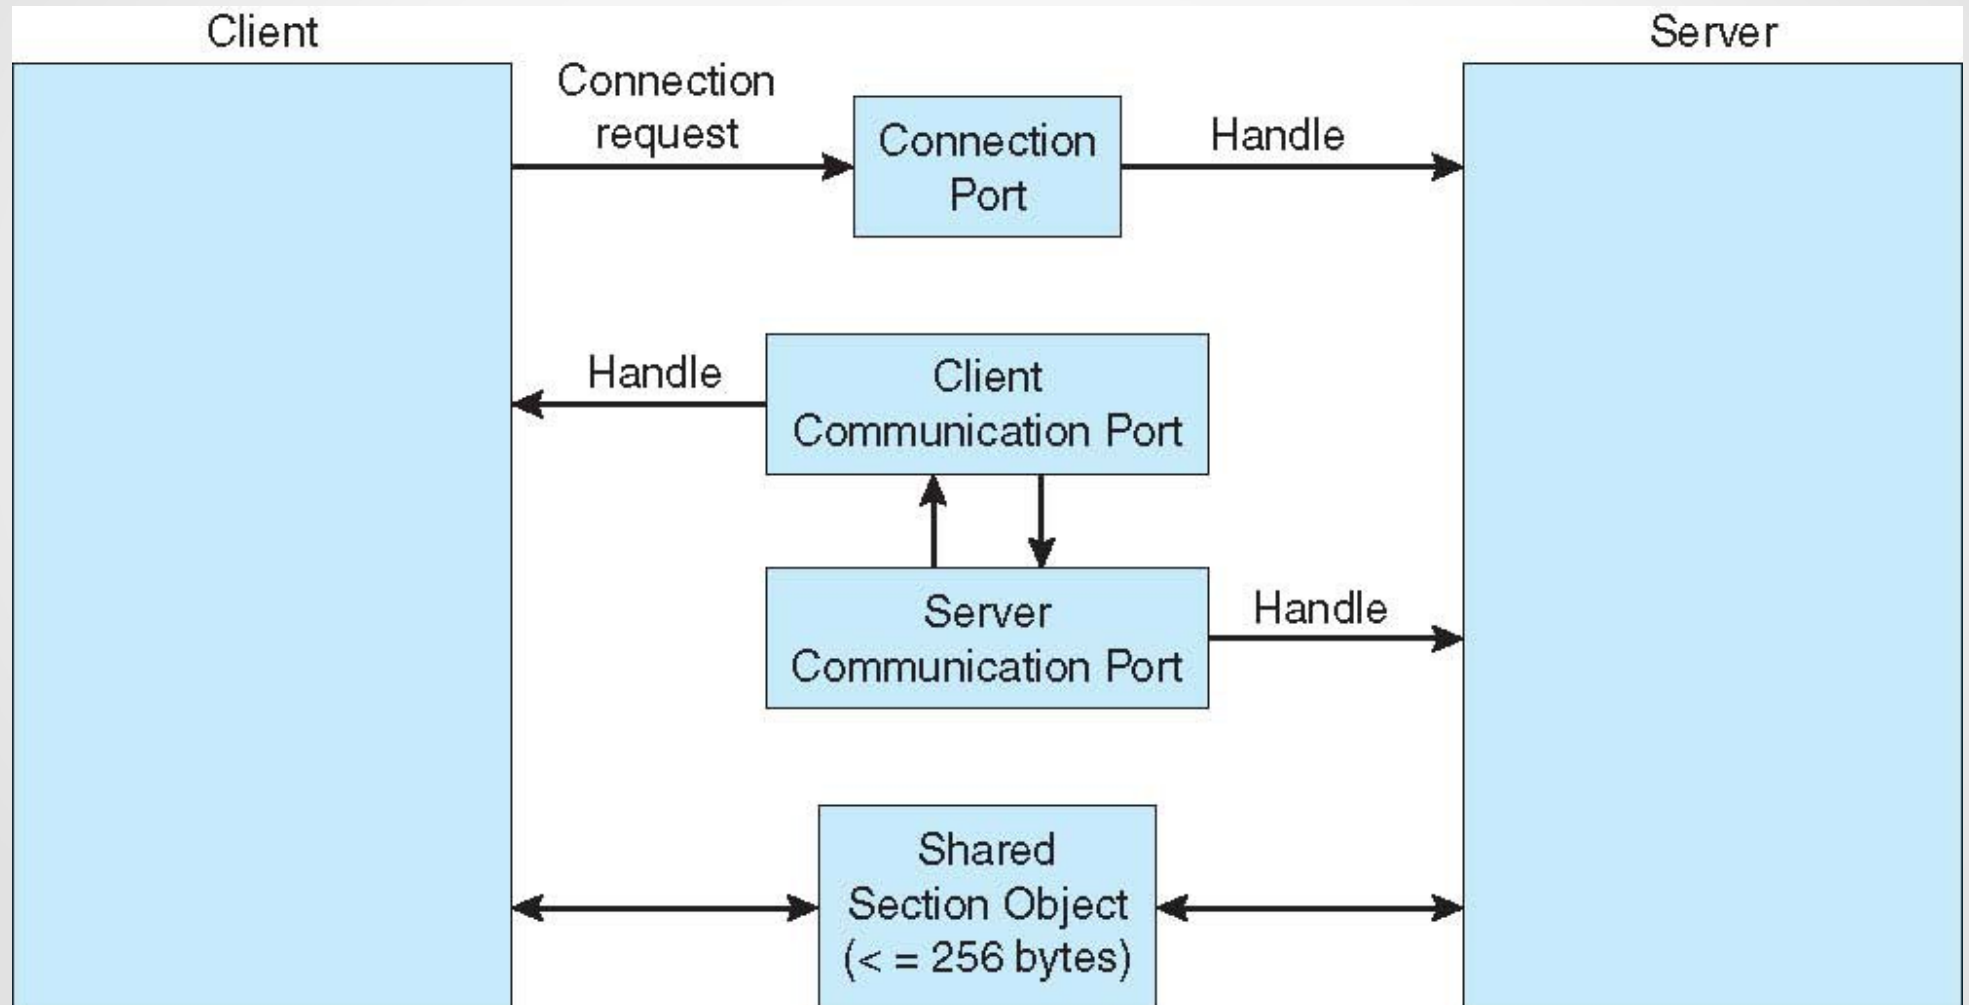 Client
Server
Connection
request
Connection
Port
Handle
Handle
Client
Communication Port
Server
Communication Port
Handle
Shared
Section Object
(< = 256 bytes)